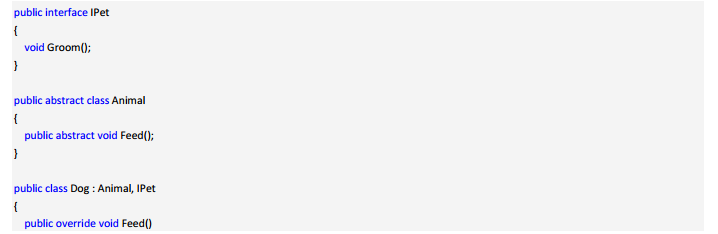 public interface IPet
{
void Groom();
}
public abstract class Animal
{
public abstract void Feed();
}
public class Dog : Animal, IPet
{
public override void Feed()